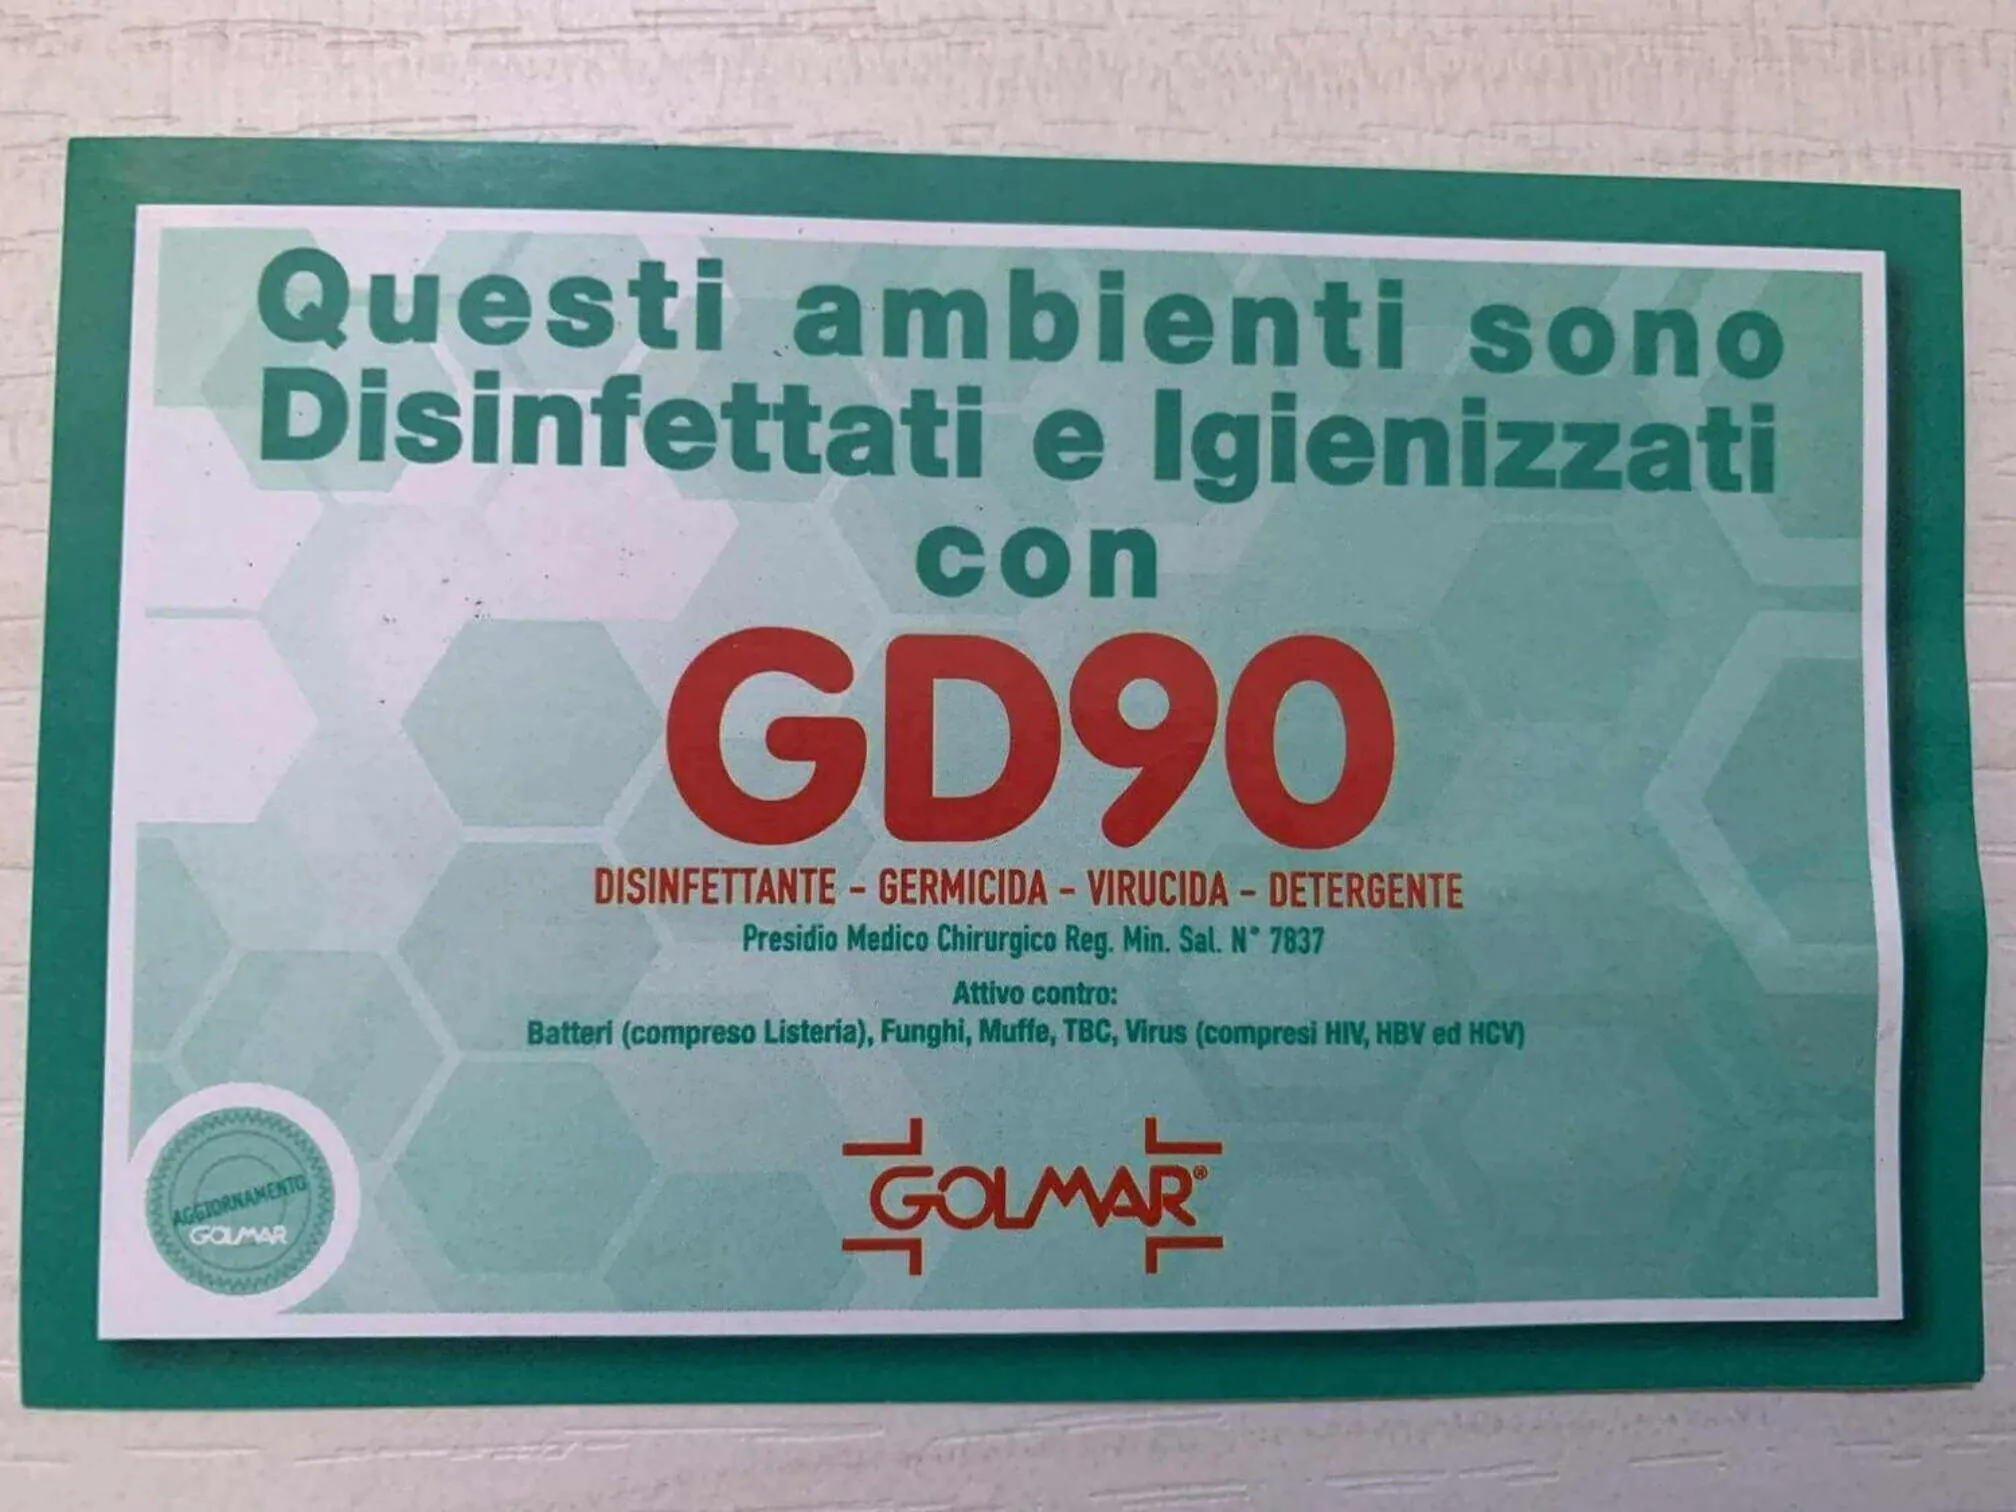 Questi ambienti sono
Disinfettati e Igienizzati
con
GD90
DISINFETTANTE - GERMICIDA - VIRUCIDA - DETERGENTE
Presidio Medico Chirurgico Reg. Min. Sal. N° 7837
Attivo contro:
Batteri (compreso Listeria), Funghi, Muffe, TBC, Virus (compresi HIV, HBV ed HCV)
GOLMAR®
AGGIORNAMENTO
GOLMAR